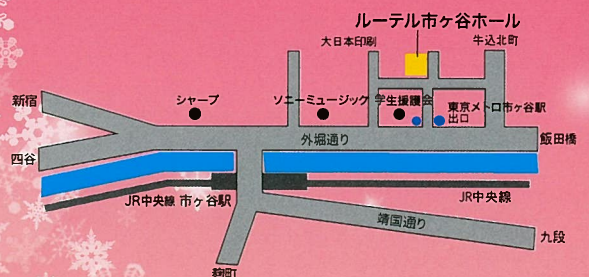 ルーテル市ヶ谷ホール
大日本印刷
牛込北町
新宿
シャープ
ソニーミュージック
学生援護会
東京メトロ市ヶ谷駅
出口
外堀通り
飯田橋
四谷
JR中央線 市ヶ谷駅
JR中央線
靖国通り
九段
麹町